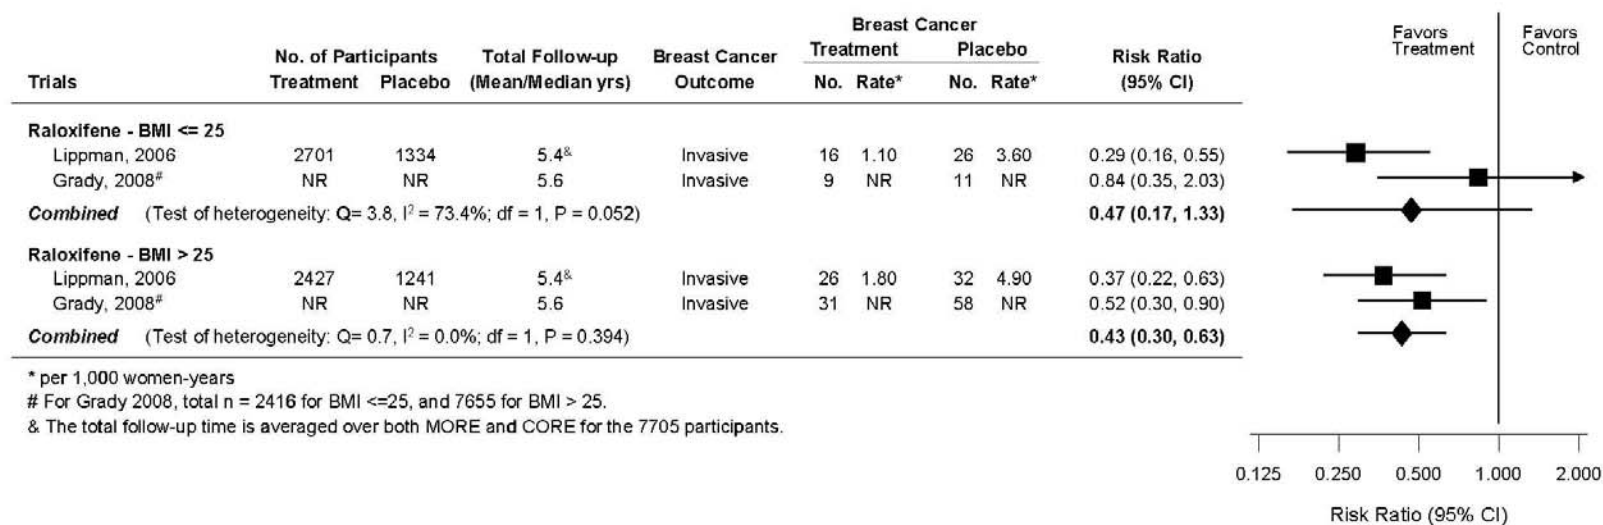 Breast Cancer
Favors Favors
No. of Participants Total Follow-up Breast Cancer Treatment Placebo Risk Ratio Treatment Control
Trials Treatment Placebo (Mean/Median yrs) Outcome No. Rate* No. Rate* (95% CI)
Raloxifene - BMI <= 25
Lippman, 2006 2701 1334 5.4& Invasive 16 1.10 26 3.60 0.29 (0.16, 0.55)
Grady, 2008# NR NR 5.6 Invasive 9 NR 11 NR 0.84 (0.35, 2.03)
Combined (Test of heterogeneity: Q= 3.8, I² = 73.4%; df = 1, P = 0.052) 0.47 (0.17, 1.33)
Raloxifene - BMI > 25
Lippman, 2006 2427 1241 5.4& Invasive 26 1.80 32 4.90 0.37 (0.22, 0.63)
Grady, 2008# NR NR 5.6 Invasive 31 NR 58 NR 0.52 (0.30, 0.90)
Combined (Test of heterogeneity: Q= 0.7, I² = 0.0%; df = 1, P = 0.394) 0.43 (0.30, 0.63)
* per 1,000 women-years
# For Grady 2008, total n = 2416 for BMI <=25, and 7655 for BMI > 25.
& The total follow-up time is averaged over both MORE and CORE for the 7705 participants.
0.125 0.250 0.500 1.000 2.000
Risk Ratio (95% CI)